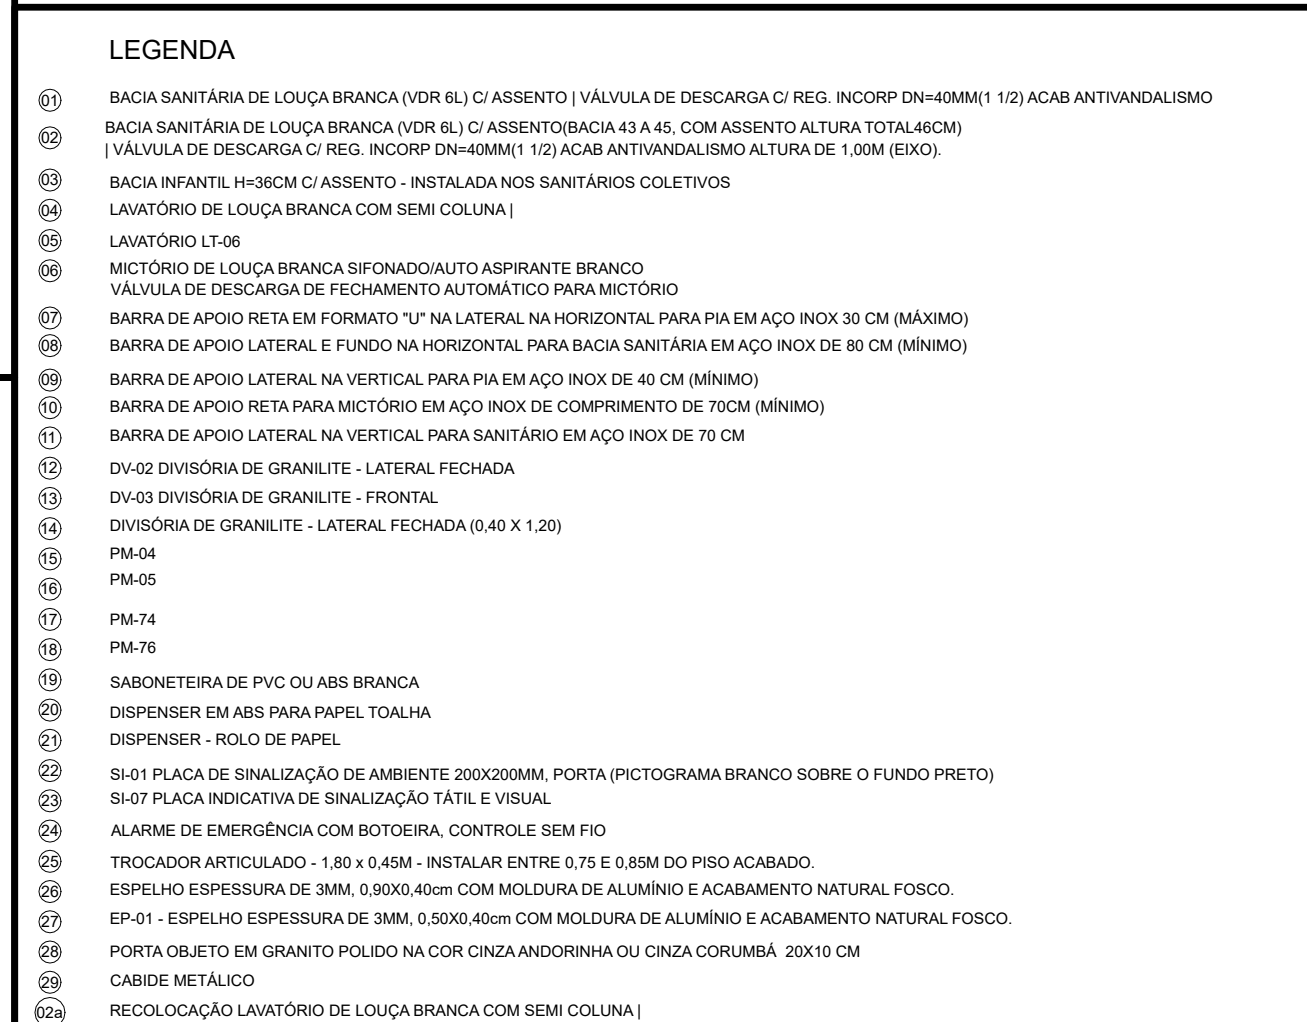 LEGENDA
01 BACIA SANITÁRIA DE LOUÇA BRANCA (VDR 6L) C/ ASSENTO | VÁLVULA DE DESCARGA C/ REG. INCORP DN=40MM(1 1/2) ACAB ANTIVANDALISMO
02 BACIA SANITÁRIA DE LOUÇA BRANCA (VDR 6L) C/ ASSENTO(BACIA 43 A 45, COM ASSENTO ALTURA TOTAL46CM)
| VÁLVULA DE DESCARGA C/ REG. INCORP DN=40MM(1 1/2) ACAB ANTIVANDALISMO ALTURA DE 1,00M (EIXO).
03 BACIA INFANTIL H=36CM C/ ASSENTO - INSTALADA NOS SANITÁRIOS COLETIVOS
04 LAVATÓRIO DE LOUÇA BRANCA COM SEMI COLUNA |
05 LAVATÓRIO LT-06
06 MICTÓRIO DE LOUÇA BRANCA SIFONADO/AUTO ASPIRANTE BRANCO
VÁLVULA DE DESCARGA DE FECHAMENTO AUTOMÁTICO PARA MICTÓRIO
07 BARRA DE APOIO RETA EM FORMATO "U" NA LATERAL NA HORIZONTAL PARA PIA EM AÇO INOX 30 CM (MÁXIMO)
08 BARRA DE APOIO LATERAL E FUNDO NA HORIZONTAL PARA BACIA SANITÁRIA EM AÇO INOX DE 80 CM (MÍNIMO)
09 BARRA DE APOIO LATERAL NA VERTICAL PARA PIA EM AÇO INOX DE 40 CM (MÍNIMO)
10 BARRA DE APOIO RETA PARA MICTÓRIO EM AÇO INOX DE COMPRIMENTO DE 70CM (MÍNIMO)
11 BARRA DE APOIO LATERAL NA VERTICAL PARA SANITÁRIO EM AÇO INOX DE 70 CM
12 DV-02 DIVISÓRIA DE GRANILITE - LATERAL FECHADA
13 DV-03 DIVISÓRIA DE GRANILITE - FRONTAL
14 DIVISÓRIA DE GRANILITE - LATERAL FECHADA (0,40 X 1,20)
15 PM-04
16 PM-05
17 PM-74
18 PM-76
19 SABONETEIRA DE PVC OU ABS BRANCA
20 DISPENSER EM ABS PARA PAPEL TOALHA
21 DISPENSER - ROLO DE PAPEL
22 SI-01 PLACA DE SINALIZAÇÃO DE AMBIENTE 200X200MM, PORTA (PICTOGRAMA BRANCO SOBRE O FUNDO PRETO)
23 SI-07 PLACA INDICATIVA DE SINALIZAÇÃO TÁTIL E VISUAL
24 ALARME DE EMERGÊNCIA COM BOTOEIRA, CONTROLE SEM FIO
25 TROCADOR ARTICULADO - 1,80 x 0,45M - INSTALAR ENTRE 0,75 E 0,85M DO PISO ACABADO.
26 ESPELHO ESPESSURA DE 3MM, 0,90X0,40cm COM MOLDURA DE ALUMÍNIO E ACABAMENTO NATURAL FOSCO.
27 EP-01 - ESPELHO ESPESSURA DE 3MM, 0,50X0,40cm COM MOLDURA DE ALUMÍNIO E ACABAMENTO NATURAL FOSCO.
28 PORTA OBJETO EM GRANITO POLIDO NA COR CINZA ANDORINHA OU CINZA CORUMBÁ 20X10 CM
29 CABIDE METÁLICO
02a RECOLOCAÇÃO LAVATÓRIO DE LOUÇA BRANCA COM SEMI COLUNA |